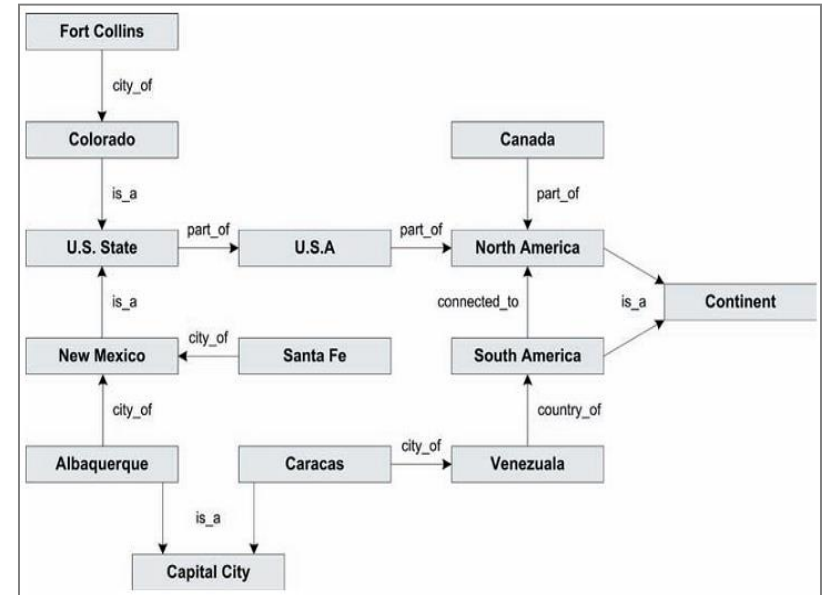 Fort Collins
city_of
Colorado
Canada
is_a
part_of
U.S. State
part_of
U.S.A
part_of
North America
is_a
connected_to
is_a
Continent
New Mexico
city_of
Santa Fe
South America
city_of
country_of
Albaquerque
Caracas
city_of
Venezuala
is_a
Capital City